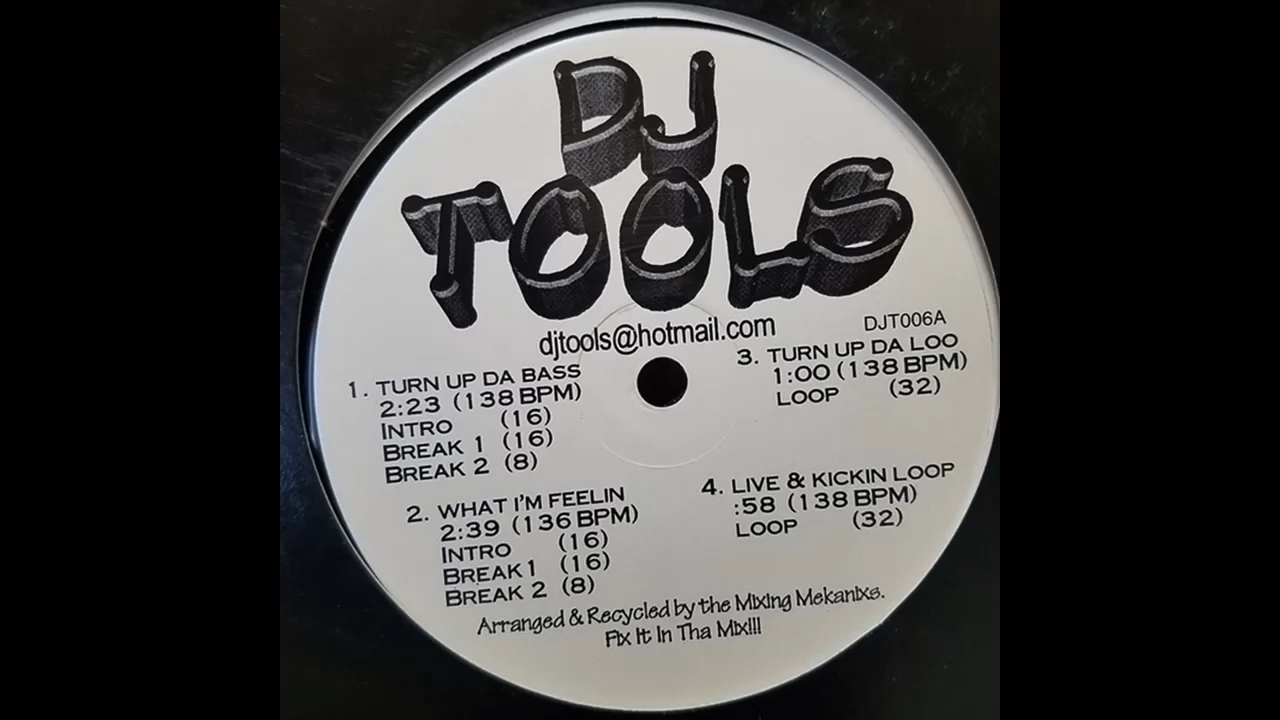 DJ
TOOLS
djtools@hotmail.com
DJT006A
1. TURN UP DA BASS
2:23 (138 BPM)
INTRO (16)
BREAK 1 (16)
BREAK 2 (8)
2. WHAT I'M FEELIN
2:39 (136 BPM)
INTRO (16)
BREAK 1 (16)
BREAK 2 (8)
3. TURN UP DA LOO
1:00 (138 BPM)
LOOP (32)
4. LIVE & KICKIN LOOP
:58 (138 BPM)
LOOP (32)
Arranged & Recycled by the Mixing Mekanixs.
Fix It In Tha Mix!!!